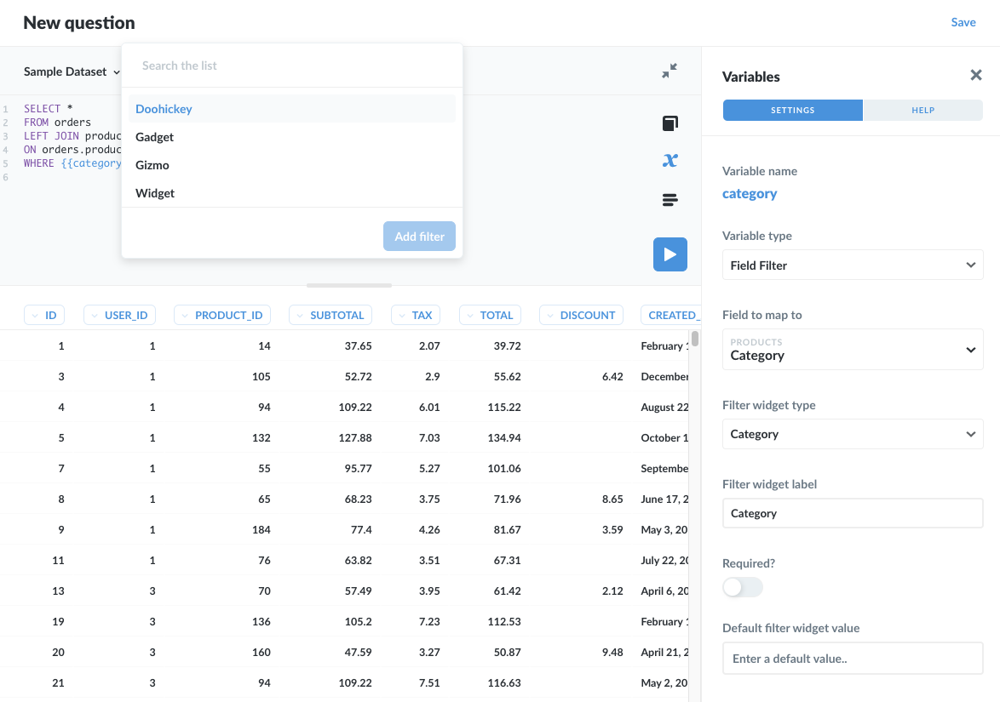 New question
Save
Sample Dataset
Search the list
Doohickey
Gadget
Gizmo
Widget
Add filter
1 SELECT *
2 FROM orders
3 LEFT JOIN produc
4 ON orders.produc
5 WHERE {{category
6
Variables
SETTINGS HELP
Variable name
category
Variable type
Field Filter
Field to map to
PRODUCTS
Category
Filter widget type
Category
Filter widget label
Category
Required?
Default filter widget value
Enter a default value..
ID USER_ID PRODUCT_ID SUBTOTAL TAX TOTAL DISCOUNT CREATED_
1 1 14 37.65 2.07 39.72 February 1
3 1 105 52.72 2.9 55.62 6.42 December
4 1 94 109.22 6.01 115.22 August 22
5 1 132 127.88 7.03 134.94 October 1
7 1 55 95.77 5.27 101.06 Septembe
8 1 65 68.23 3.75 71.96 8.65 June 17, 2
9 1 184 77.4 4.26 81.67 3.59 May 3, 20
11 1 76 63.82 3.51 67.31 July 22, 20
13 3 70 57.49 3.95 61.42 2.12 April 6, 20
19 3 136 105.2 7.23 112.53 February 1
20 3 160 47.59 3.27 50.87 9.48 April 21, 2
21 3 94 109.22 7.51 116.63 May 2, 20